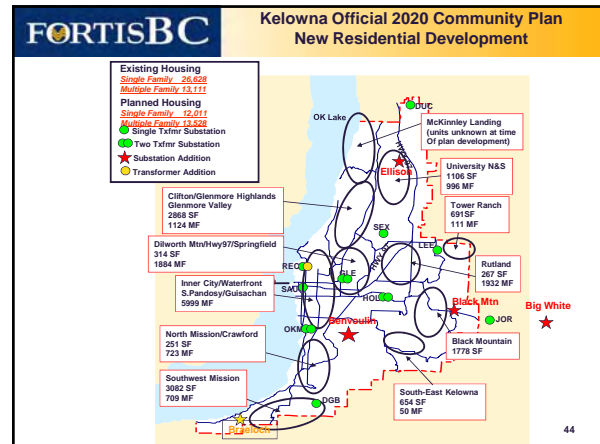 FORTISBC
Kelowna Official 2020 Community Plan
New Residential Development
Existing Housing
Single Family 26,628
Multiple Family 13,111
Planned Housing
Single Family 12,011
Multiple Family 13,528
Single Txfmr Substation
Two Txfmr Substation
Substation Addition
Transformer Addition
OK Lake
DUC
McKinnley Landing
(units unknown at time
Of plan development)
HWY 97
Ellison
University N&S
1106 SF
996 MF
Clifton/Glenmore Highlands
Glenmore Valley
2868 SF
1124 MF
Tower Ranch
691SF
111 MF
SEX
LEE
Dilworth Mtn/Hwy97/Springfield
314 SF
1884 MF
HWY 97
REC
GLE
Rutland
267 SF
1932 MF
Inner City/Waterfront
S.Pandosy/Guisachan
5999 MF
SAU
HOL
Black Mtn
Big White
JOR
OKM
Benvoulin
North Mission/Crawford
251 SF
723 MF
Black Mountain
1778 SF
Southwest Mission
3082 SF
709 MF
South-East Kelowna
654 SF
50 MF
DGB
Braeloch
44